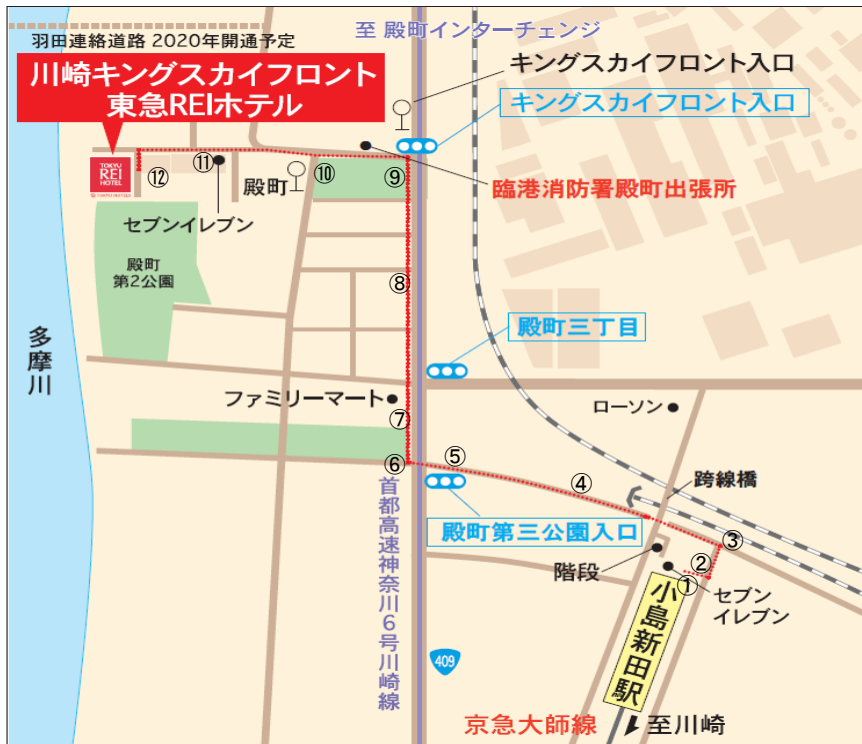 羽田連絡道路 2020年開通予定
至 殿町インターチェンジ
川崎キングスカイフロント
東急REIホテル
キングスカイフロント入口
キングスカイフロント入口
TOKYU
REI
HOTEL
⑫
⑪
殿町
⑩
⑨
臨港消防署殿町出張所
セブンイレブン
殿町
第2公園
⑧
多摩川
殿町三丁目
ファミリーマート
⑦
ローソン
⑥
⑤
④
跨線橋
首都高速神奈川6号川崎線
殿町第三公園入口
③
階段
②
①
セブン
イレブン
小島新田駅
409
京急大師線
至川崎